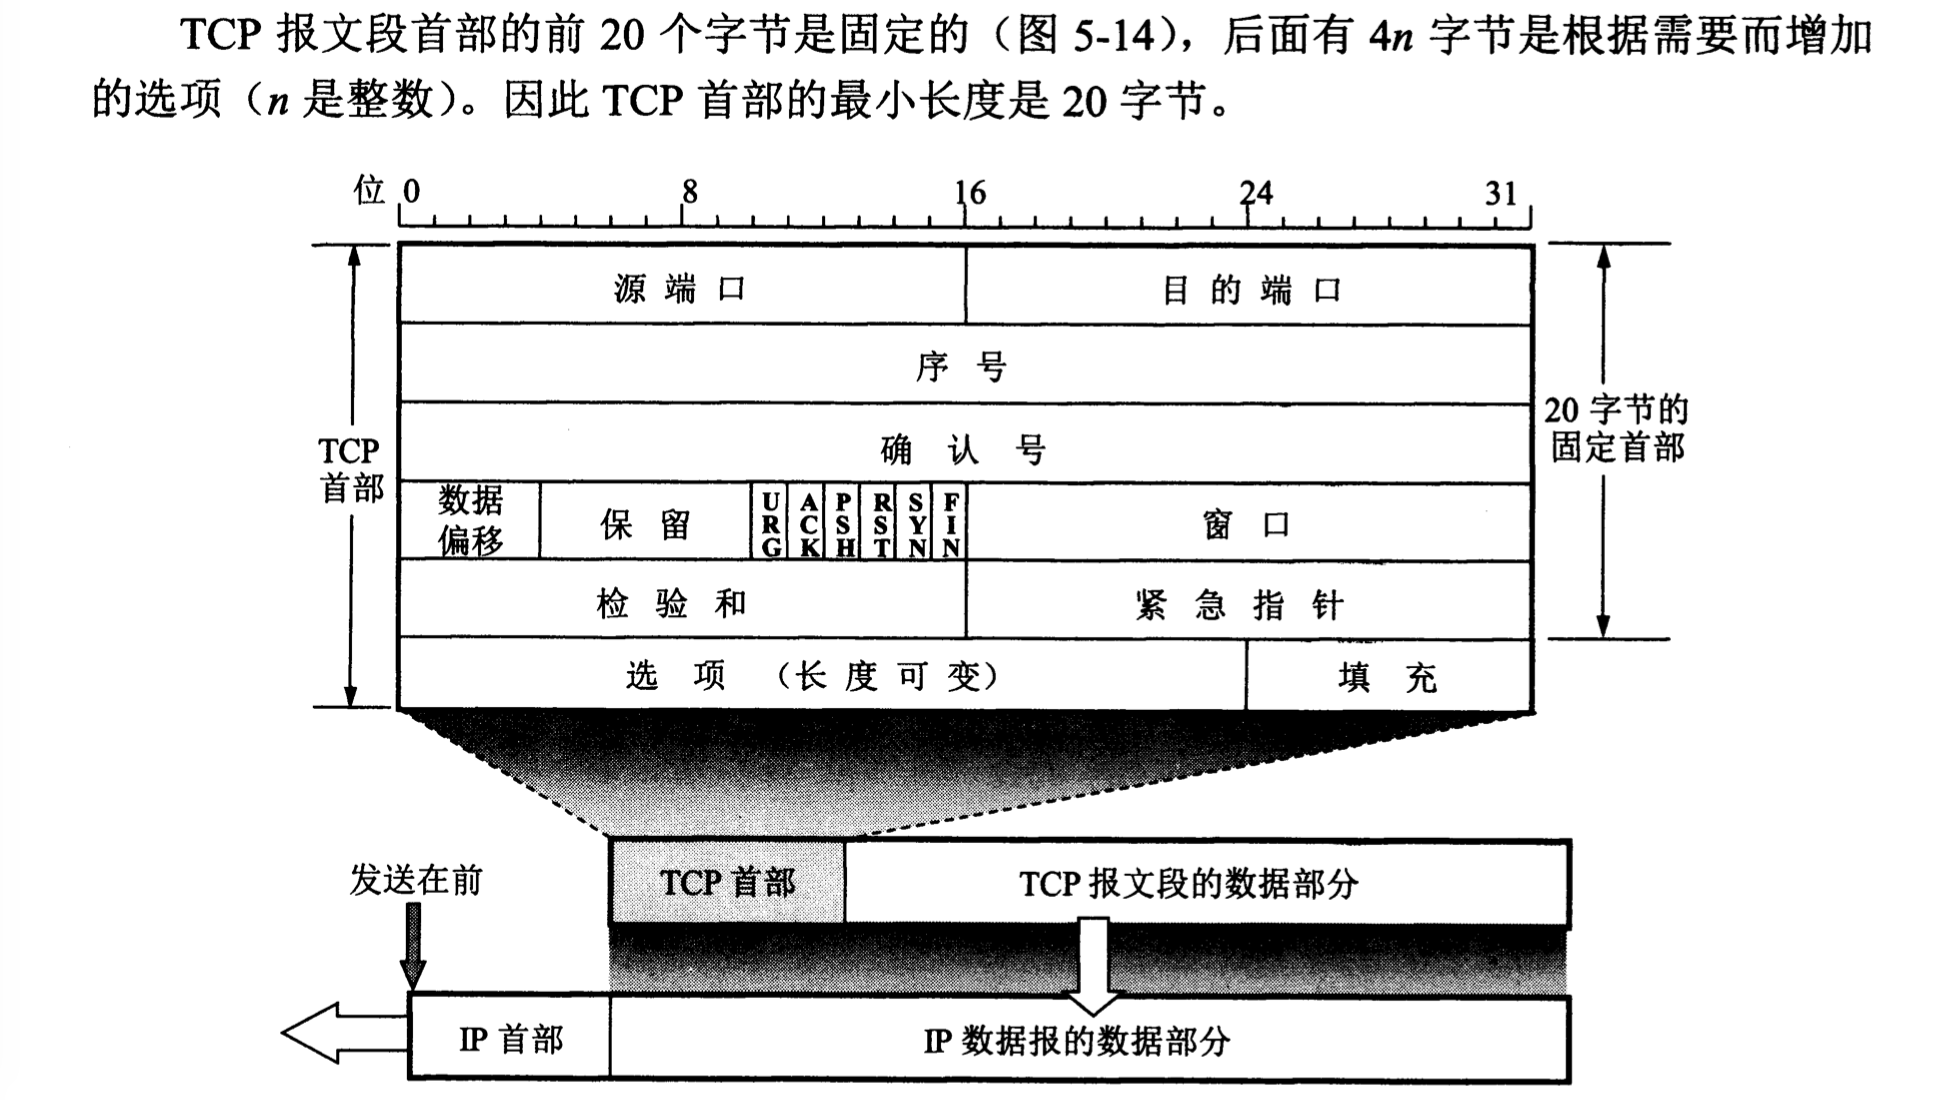 TCP 报文段首部的前 20 个字节是固定的（图 5-14），后面有 4n 字节是根据需要而增加
的选项（n 是整数）。因此 TCP 首部的最小长度是 20 字节。
位 0 8 16 24 31
源端口 目的端口
序号
确认号
TCP
首部
20 字节的
固定首部
数据
偏移
保留
URG
ACK
PSH
RST
SYN
FIN
窗口
检验和 紧急指针
选项（长度可变） 填充
发送在前
TCP 首部 TCP 报文段的数据部分
IP 首部 IP 数据报的数据部分